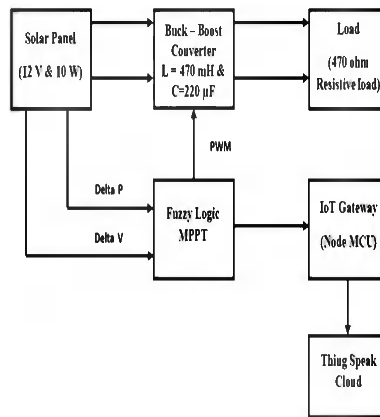 Solar Panel
(12 V & 10 W)
Buck – Boost
Converter
L = 470 mH &
C=220 µF
Load
(470 ohm
Resistive load)
PWM
Delta P
Delta V
Fuzzy Logic
MPPT
IoT Gateway
(Node MCU)
Thing Speak
Cloud